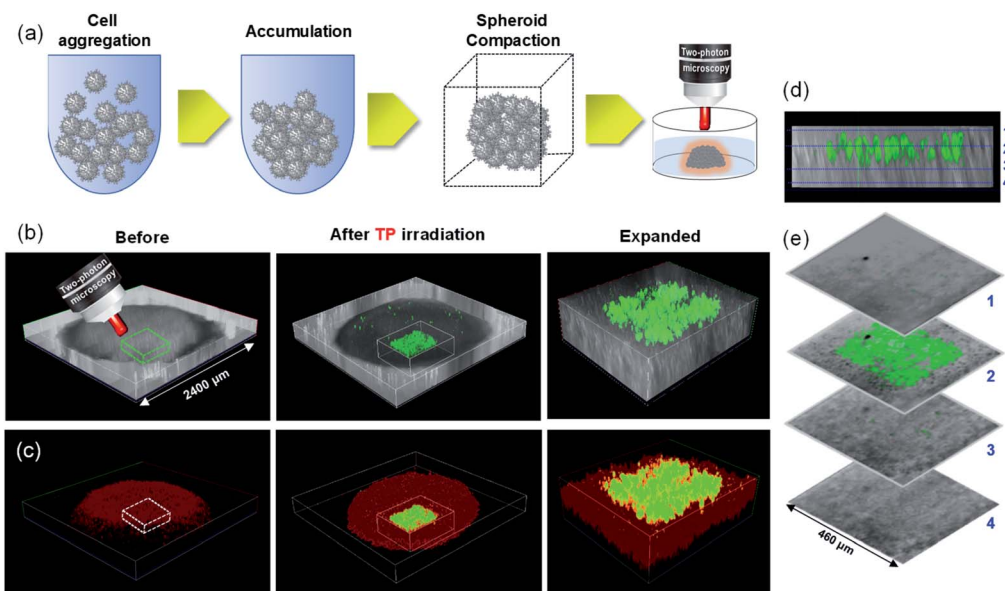 (a)
Cell
aggregation
Accumulation
Spheroid
Compaction
Two-photon
microscopy
(d)
(b)
Before
After TP irradiation
Expanded
Two-photon
microscopy
2400 μm
(c)
(e)
1
2
3
4
460 μm